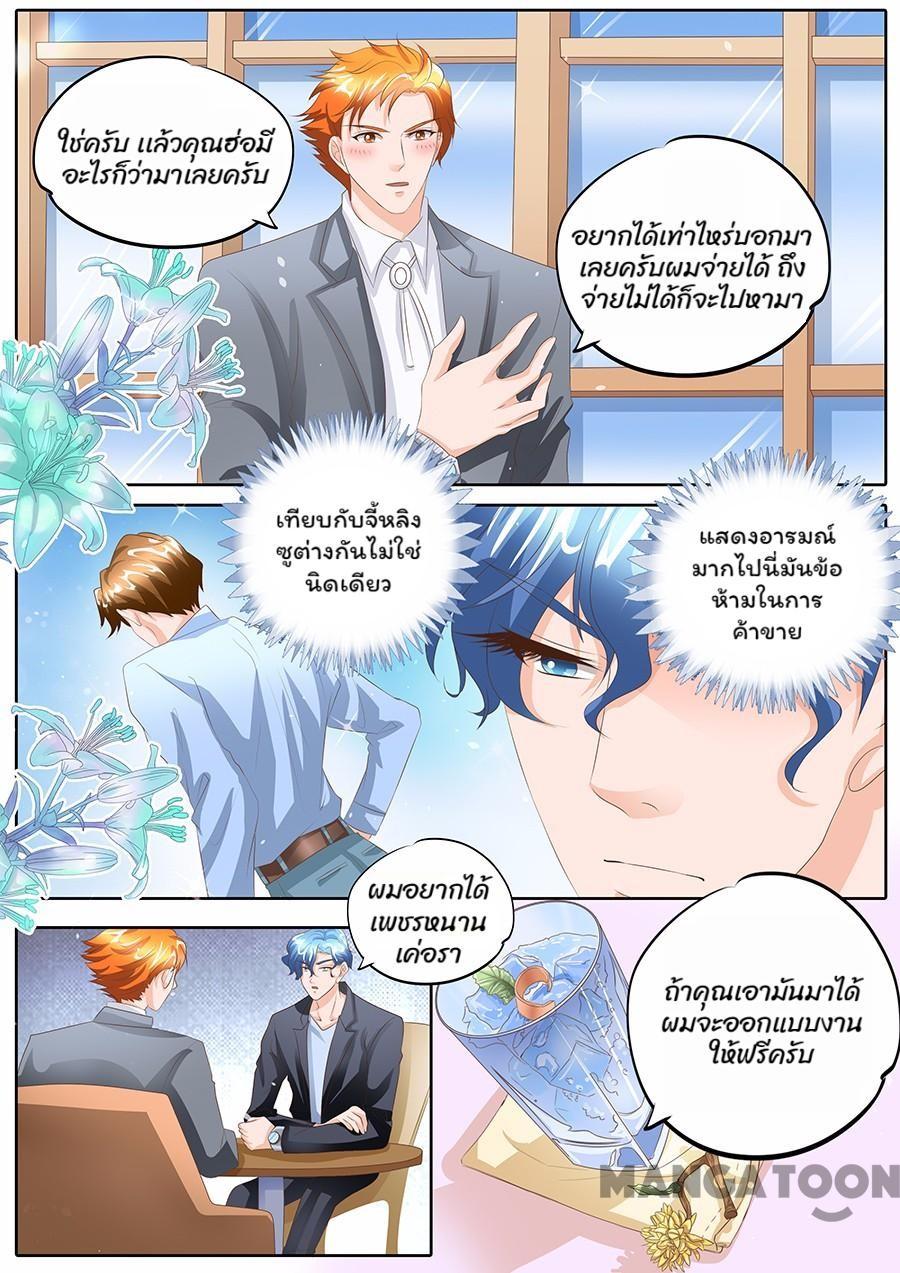 ใช่ครับ แล้วคุณฮ่อมี
อะไรก็ว่ามาเลยครับ
อยากได้เท่าไหร่บอกมา
เลยครับผมจ่ายได้ ถึง
จ่ายไม่ได้ก็จะไปหามา
เทียบกับจี้หลิง
ซูต่างกันไม่ใช่
นิดเดียว
แสดงอารมณ์
มากไปนี่มันข้อ
ห้ามในการ
ค้าขาย
ผมอยากได้
เพชรหนาน
เค่อรา
ถ้าคุณเอามันมาได้
ผมจะออกแบบงาน
ให้ฟรีครับ
MANGATOON